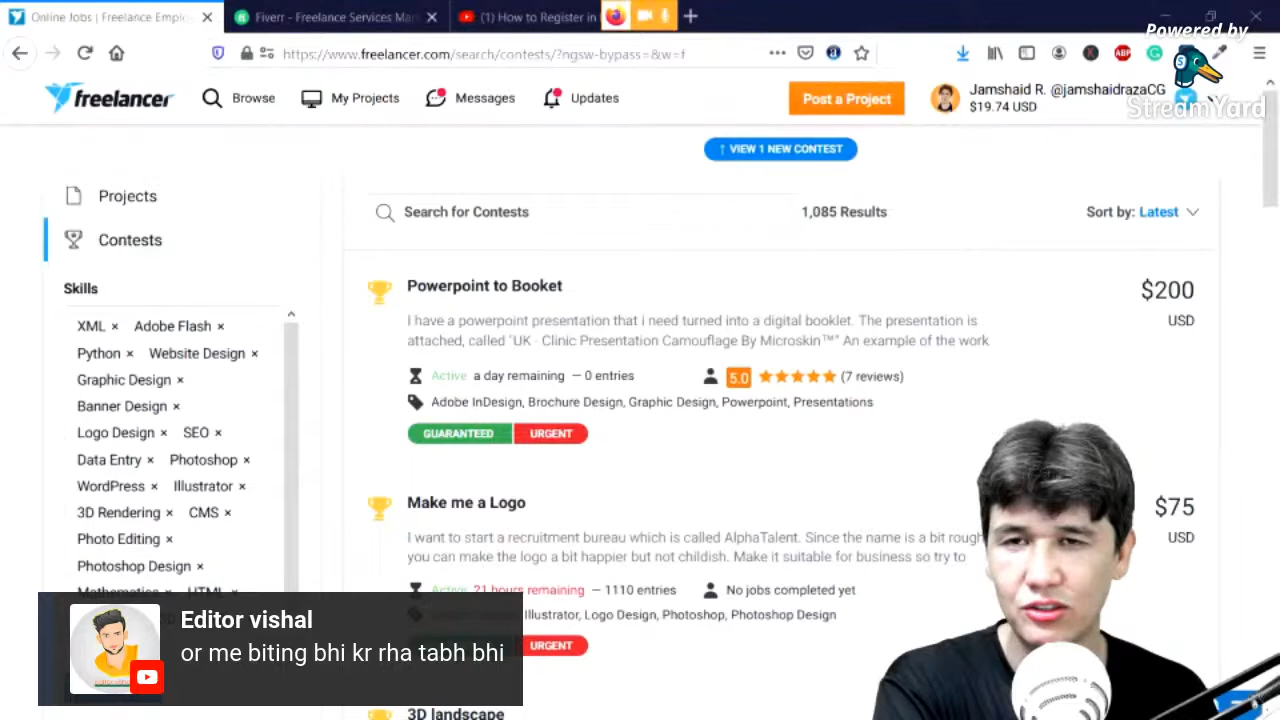 Online Jobs | Freelance Emplo
Fiverr - Freelance Services Mar
(1) How to Register in
Powered by
StreamYard
https://www.freelancer.com/search/contests/?ngsw-bypass=&w=f
ABP
freelancer
Browse
My Projects
Messages
Updates
Post a Project
Jamshaid R. @jamshaidrazaCG
$19.74 USD
↑ VIEW 1 NEW CONTEST
Projects
Contests
Skills
XML × Adobe Flash ×
Python × Website Design ×
Graphic Design ×
Banner Design ×
Logo Design × SEO ×
Data Entry × Photoshop ×
WordPress × Illustrator ×
3D Rendering × CMS ×
Photo Editing ×
Photoshop Design ×
Mathematics × HTML ×
Search for Contests
1,085 Results
Sort by: Latest
Powerpoint to Booket
$200
USD
I have a powerpoint presentation that i need turned into a digital booklet. The presentation is
attached, called "UK - Clinic Presentation Camouflage By Microskin™" An example of the work
Active a day remaining – 0 entries
5.0 (7 reviews)
Adobe InDesign, Brochure Design, Graphic Design, Powerpoint, Presentations
GUARANTEED URGENT
Make me a Logo
$75
USD
I want to start a recruitment bureau which is called AlphaTalent. Since the name is a bit rough
you can make the logo a bit happier but not childish. Make it suitable for business so try to
Active 21 hours remaining – 1110 entries
No jobs completed yet
Illustrator, Logo Design, Photoshop, Photoshop Design
URGENT
3D landscape
Editor vishal
or me biting bhi kr rha tabh bhi